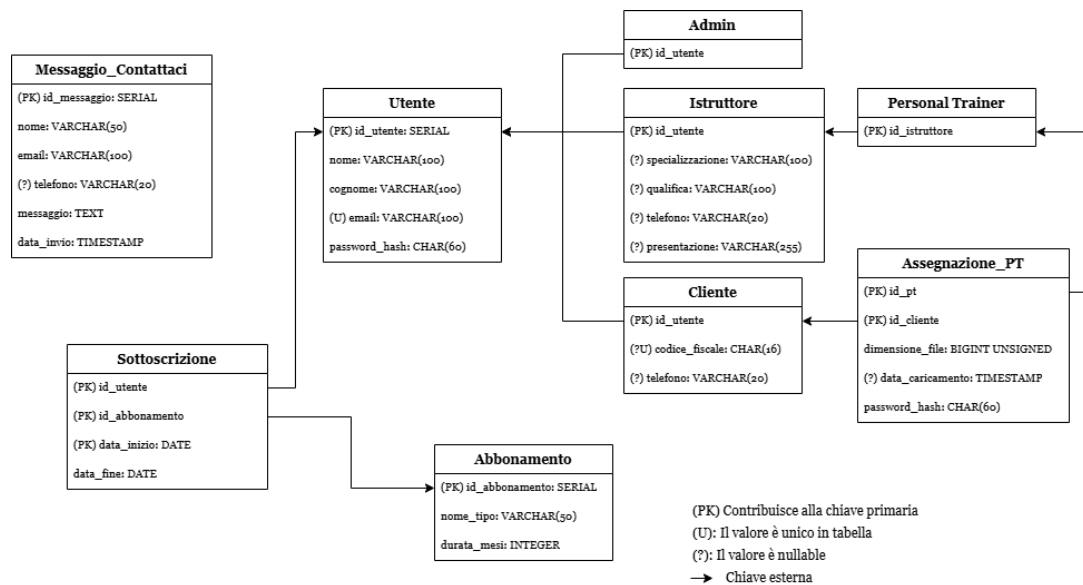 Messaggio_Contattaci
(PK) id_messaggio: SERIAL
nome: VARCHAR(50)
email: VARCHAR(100)
(?) telefono: VARCHAR(20)
messaggio: TEXT
data_invio: TIMESTAMP
Utente
(PK) id_utente: SERIAL
nome: VARCHAR(100)
cognome: VARCHAR(100)
(U) email: VARCHAR(100)
password_hash: CHAR(60)
Admin
(PK) id_utente
Istruttore
(PK) id_utente
(?) specializzazione: VARCHAR(100)
(?) qualifica: VARCHAR(100)
(?) telefono: VARCHAR(20)
(?) presentazione: VARCHAR(255)
Personal Trainer
(PK) id_istruttore
Cliente
(PK) id_utente
(?U) codice_fiscale: CHAR(16)
(?) telefono: VARCHAR(20)
Assegnazione_PT
(PK) id_pt
(PK) id_cliente
dimensione_file: BIGINT UNSIGNED
(?) data_caricamento: TIMESTAMP
password_hash: CHAR(60)
Sottoscrizione
(PK) id_utente
(PK) id_abbonamento
(PK) data_inizio: DATE
data_fine: DATE
Abbonamento
(PK) id_abbonamento: SERIAL
nome_tipo: VARCHAR(50)
durata_mesi: INTEGER
(PK) Contribuisce alla chiave primaria
(U): Il valore è unico in tabella
(?): Il valore è nullable
Chiave esterna